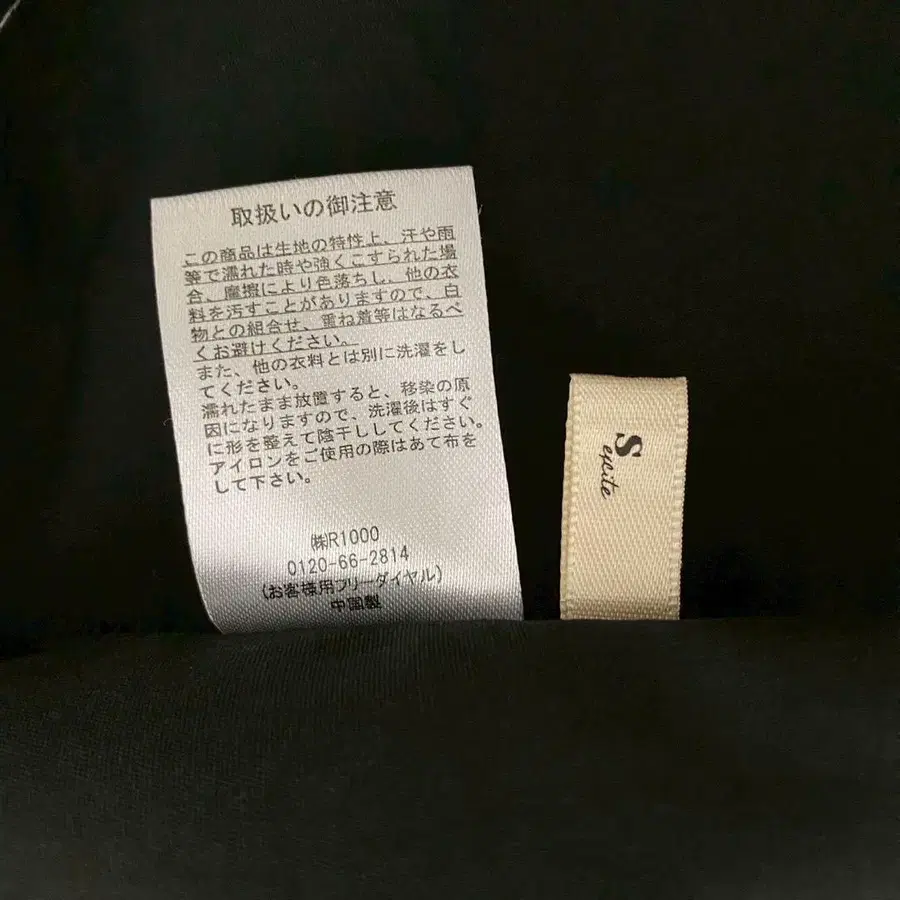 取扱いの御注意
この商品は生地の特性上、汗や雨
等で濡れた時や強くこすられた場
合、摩擦により色落ちし、他の衣
料を汚すことがありますので、白
物との組合せ、重ね着等はなるべ
くお避けください。
また、他の衣料とは別に洗濯をし
てください。
濡れたまま放置すると、移染の原
因になりますので、洗濯後はすぐ
に形を整えて陰干ししてください。
アイロンをご使用の際はあて布を
して下さい。
㈱R1000
0120-66-2814
(お客様用フリーダイヤル)
中国製
S
excite